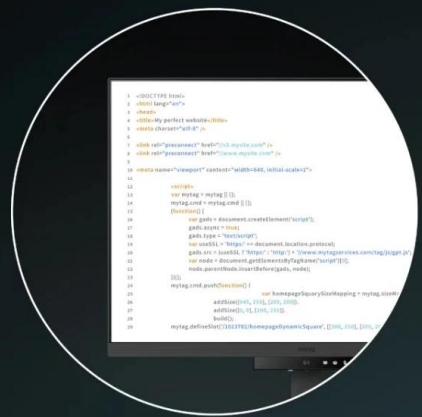 1 <!DOCTYPE html>
2 <html lang="en">
3 <head>
4 <title>My perfect website</title>
5 <meta charset="utf-8" />
6
7 <link rel="preconnect" href="//s3.mysite.com" />
8 <link rel="preconnect" href="//www.mysite.com" />
9
10 <meta name="viewport" content="width=640, initial-scale=1">
11
12 <script>
13 var mytag = mytag || {};
14 mytag.cmd = mytag.cmd || [];
15 (function() {
16 var gads = document.createElement('script');
17 gads.async = true;
18 gads.type = 'text/script';
19 var useSSL = 'https:' == document.location.protocol;
20 gads.src = (useSSL ? 'https:' : 'http:') + '//www.mytagservices.com/tag/js/gpt.js';
21 var node = document.getElementsByTagName('script')[0];
22 node.parentNode.insertBefore(gads, node);
23 })();
24 mytag.cmd.push(function() {
25 var homepageSquarySizeMapping = mytag.sizeM
26 addSize([945, 250], [200, 200]).
27 addSize([0, 0], [300, 250]).
28 build();
29 mytag.defineSlot('/1023782/homepageDynamicSquare', [[300, 250], [200,